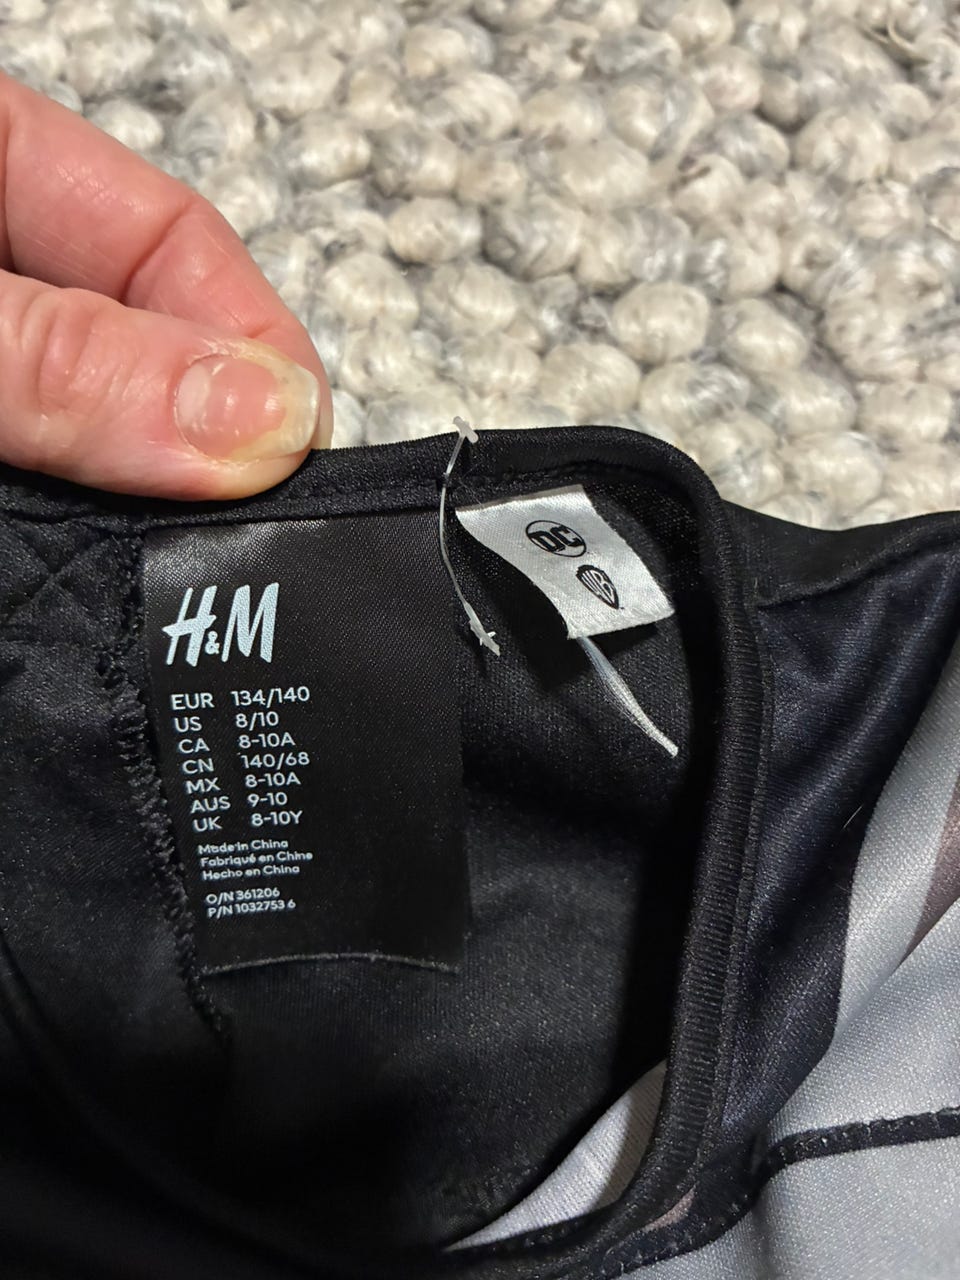 H&M
EUR 134/140
US 8/10
CA 8-10A
CN 140/68
MX 8-10A
AUS 9-10
UK 8-10Y
Made in China
Fabriqué en Chine
Hecho en China
O/N 361206
P/N 1032753 6
DC
WB